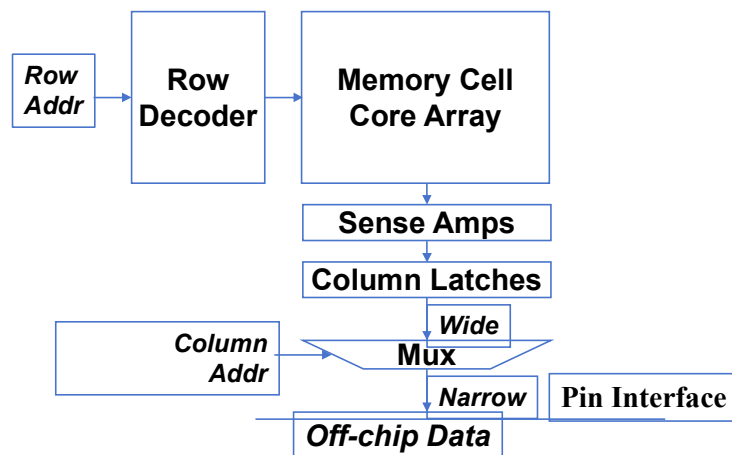 Row
Addr
Row
Decoder
Memory Cell
Core Array
Sense Amps
Column Latches
Wide
Column
Addr
Mux
Narrow
Pin Interface
Off-chip Data